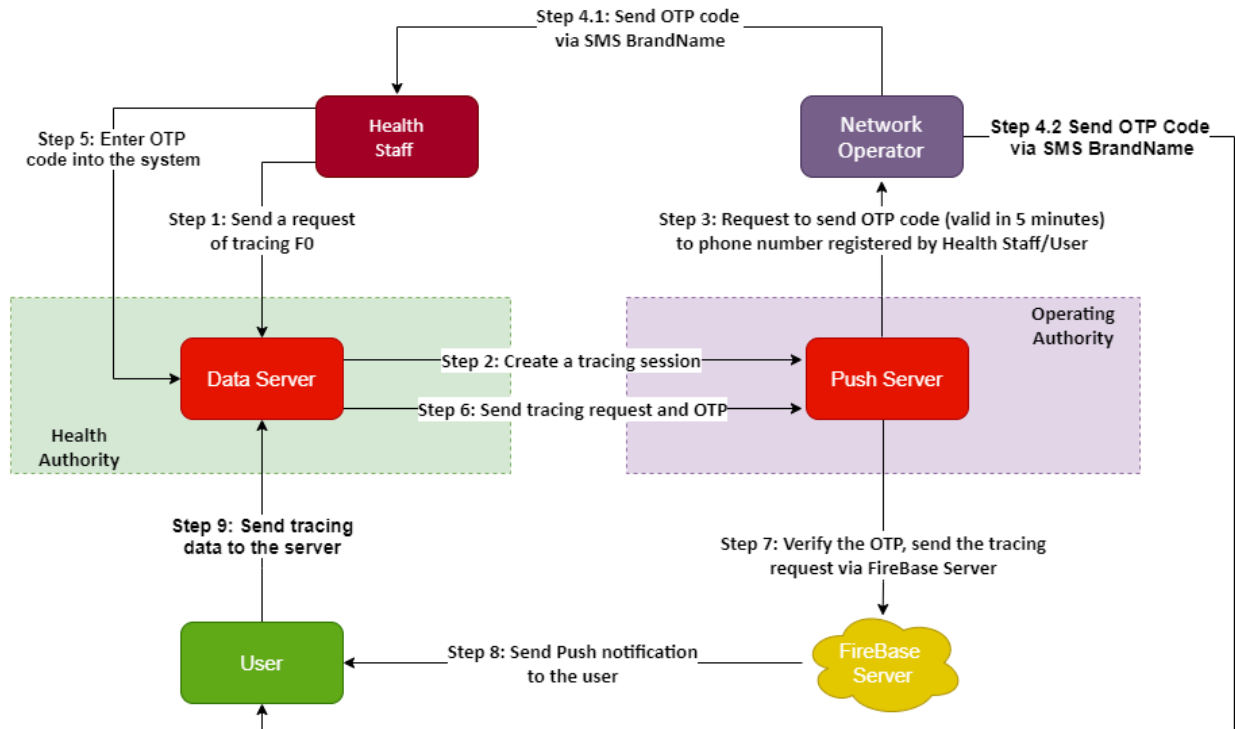 Step 4.1: Send OTP code
via SMS BrandName
Health
Staff
Network
Operator
Step 4.2 Send OTP Code
via SMS BrandName
Step 5: Enter OTP
code into the system
Step 1: Send a request
of tracing F0
Step 3: Request to send OTP code (valid in 5 minutes)
to phone number registered by Health Staff/User
Operating
Authority
Data Server
Step 2: Create a tracing session
Push Server
Step 6: Send tracing request and OTP
Health
Authority
Step 9: Send tracing
data to the server
Step 7: Verify the OTP, send the tracing
request via FireBase Server
User
Step 8: Send Push notification
to the user
FireBase
Server